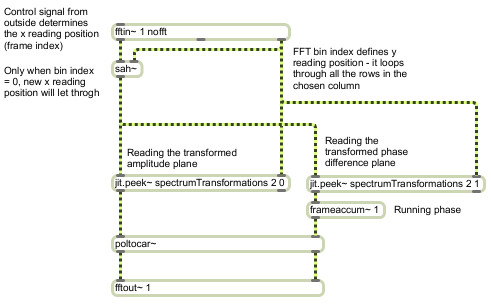 Control signal from
outside determines
the x reading position
(frame index)
Only when bin index
= 0, new x reading
position will let throgh
fftin~ 1 nofft
sah~
FFT bin index defines y
reading position - it loops
through all the rows in the
chosen column
Reading the transformed
amplitude plane
Reading the
transformed phase
difference plane
jit.peek~ spectrumTransformations 2 0
jit.peek~ spectrumTransformations 2 1
frameaccum~ 1
Running phase
poltocar~
fftout~ 1